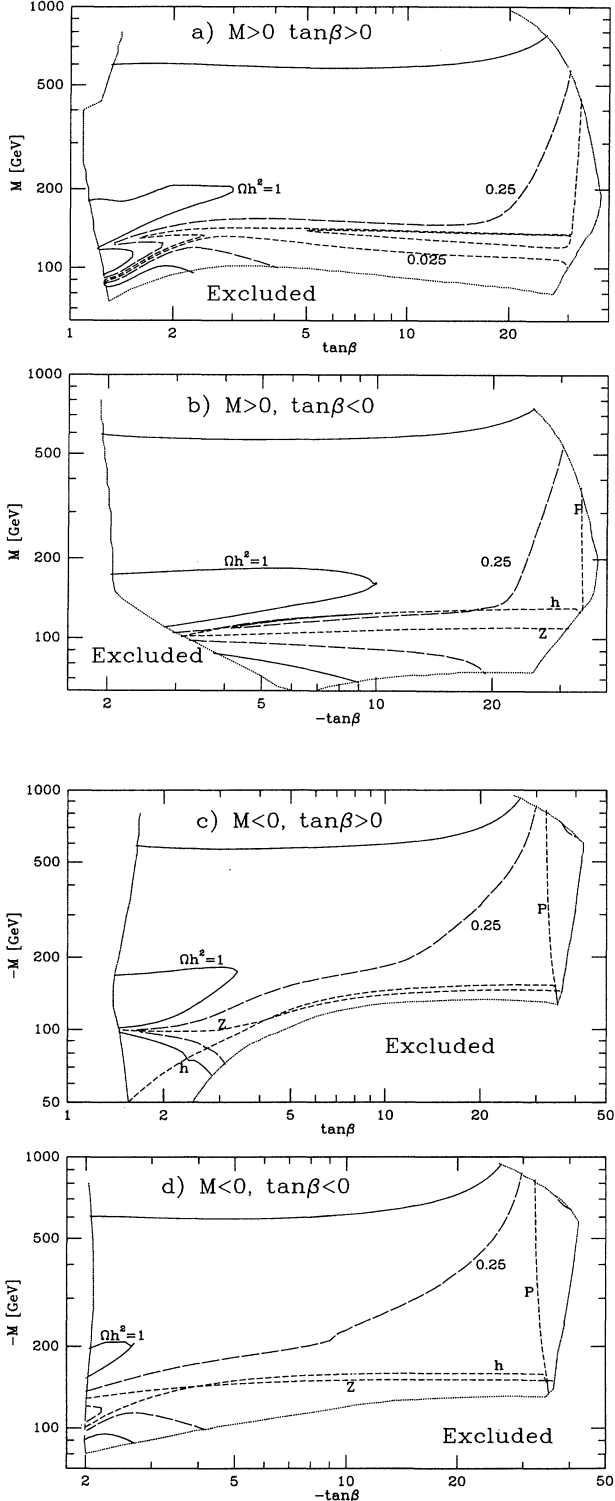 1000
a) M>0 tanβ>0
500
M [GeV]
200
Ωh²=1
0.25
100
0.025
Excluded
1
2
5
10
20
tanβ
1000
b) M>0, tanβ<0
500
M [GeV]
P
200
Ωh²=1
0.25
h
100
Z
Excluded
2
5
10
20
-tanβ
1000
c) M<0, tanβ>0
500
-M [GeV]
P
0.25
200
Ωh²=1
100
Z
Excluded
h
50
1
2
5
10
20
50
tanβ
1000
d) M<0, tanβ<0
500
-M [GeV]
0.25
P
200
Ωh²=1
h
Z
100
Excluded
2
5
10
20
50
-tanβ